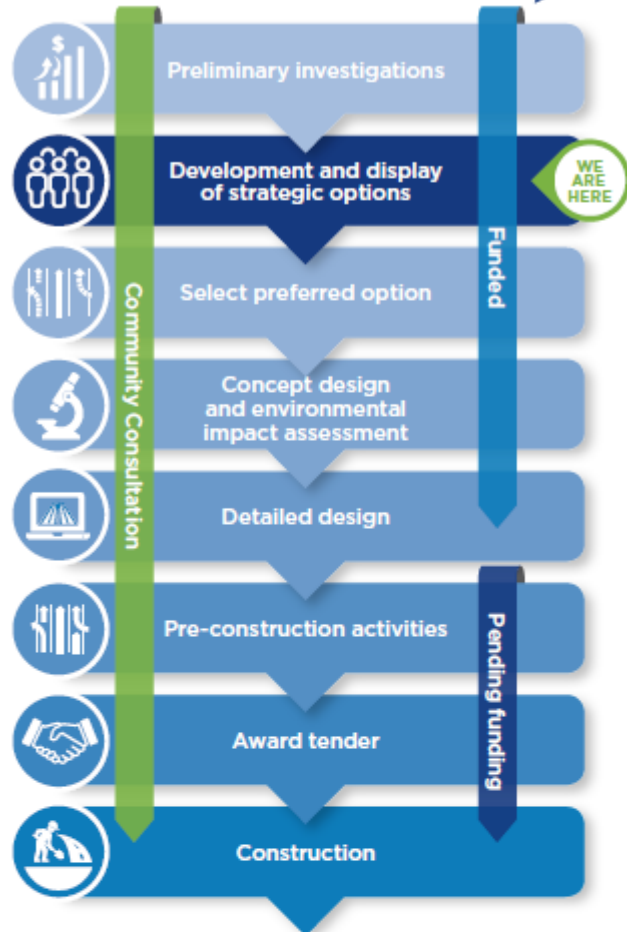 $
Preliminary investigations
Development and display
of strategic options
WE
ARE
HERE
Funded
Select preferred option
Community Consultation
Concept design
and environmental
impact assessment
Detailed design
Pre-construction activities
Pending funding
Award tender
Construction